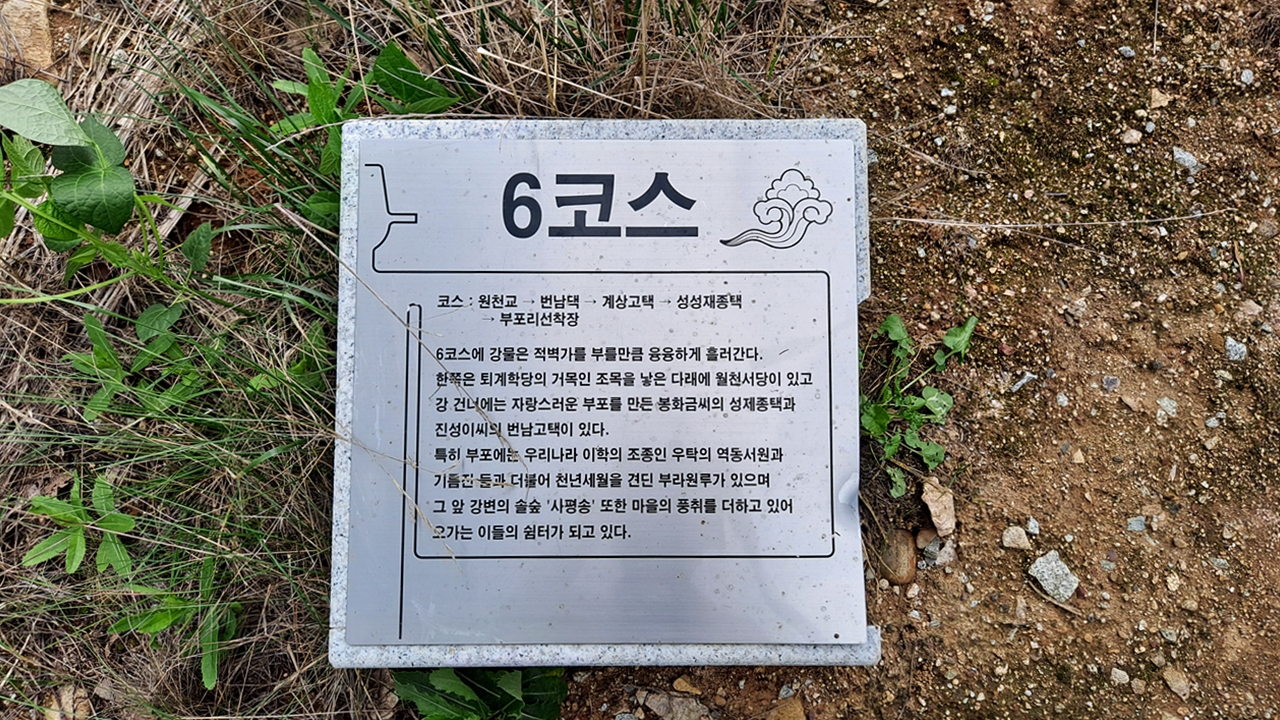 6코스
코스 : 원천교 → 번남댁 → 계상고택 → 성성재종택
→ 부포리선착장
6코스에 강물은 적벽가를 부를만큼 융융하게 흘러간다.
한쪽은 퇴계학당의 거목인 조목을 낳은 다래에 월천서당이 있고
강 건너에는 자랑스러운 부포를 만든 봉화금씨의 성제종택과
진성이씨의 번남고택이 있다.
특히 부포에는 우리나라 이학의 조종인 우탁의 역동서원과
등과 더불어 천년세월을 견딘 부라원루가 있으며
그 앞 강변의 솔숲 '사평송' 또한 마을의 풍취를 더하고 있어
오가는 이들의 쉼터가 되고 있다.